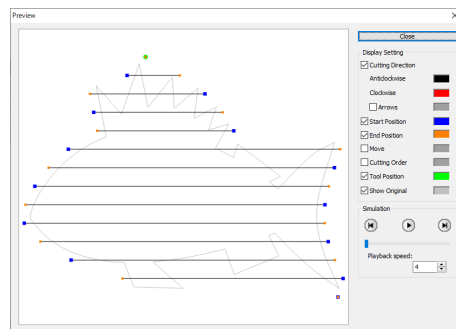 Preview
Close
Display Setting
Cutting Direction
Anticlockwise
Clockwise
Arrows
Start Position
End Position
Move
Cutting Order
Tool Position
Show Original
Simulation
Playback speed:
4